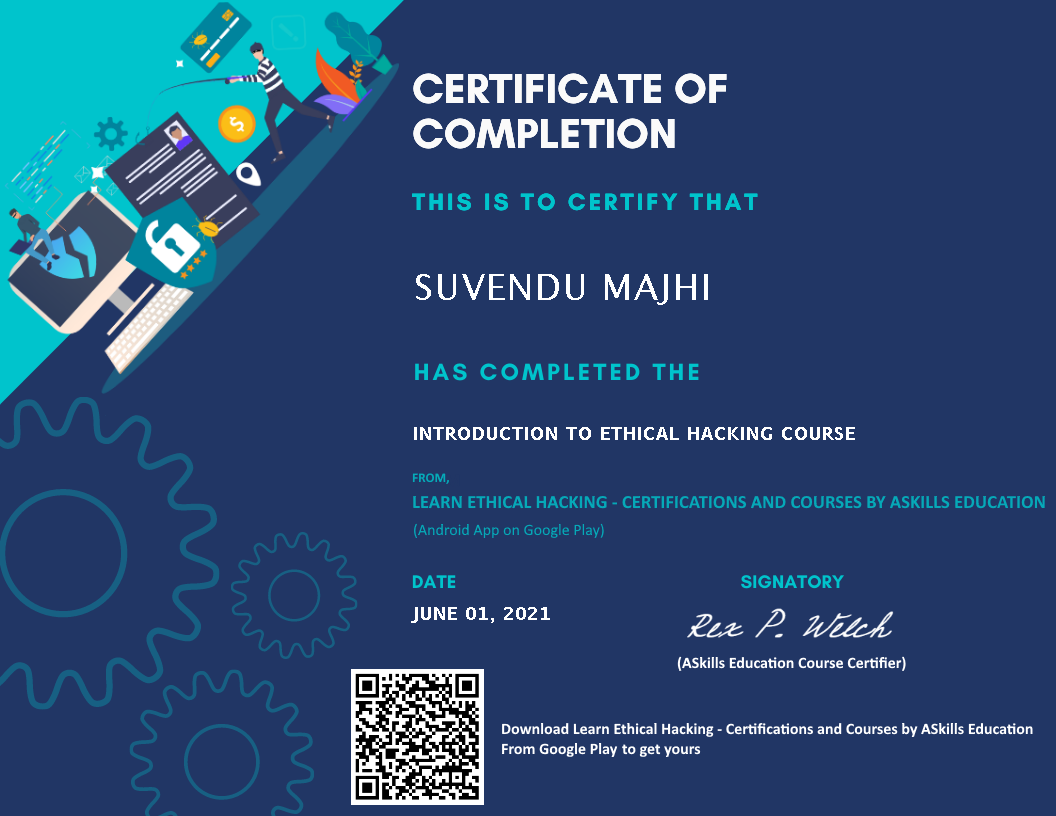 CERTIFICATE OF
COMPLETION
THIS IS TO CERTIFY THAT
SUVENDU MAJHI
HAS COMPLETED THE
INTRODUCTION TO ETHICAL HACKING COURSE
FROM,
LEARN ETHICAL HACKING - CERTIFICATIONS AND COURSES BY ASKILLS EDUCATION
(Android App on Google Play)
DATE
JUNE 01, 2021
SIGNATORY
Rex P. Welch
(ASkills Education Course Certifier)
Download Learn Ethical Hacking - Certifications and Courses by ASkills Education
From Google Play to get yours